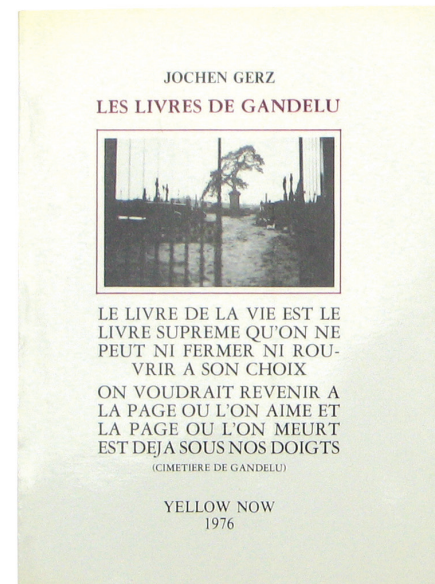 JOCHEN GERZ
LES LIVRES DE GANDELU
LE LIVRE DE LA VIE EST LE
LIVRE SUPREME QU'ON NE
PEUT NI FERMER NI ROU-
VRIR A SON CHOIX
ON VOUDRAIT REVENIR A
LA PAGE OU L'ON AIME ET
LA PAGE OU L'ON MEURT
EST DEJA SOUS NOS DOIGTS
(CIMETIERE DE GANDELU)
YELLOW NOW
1976